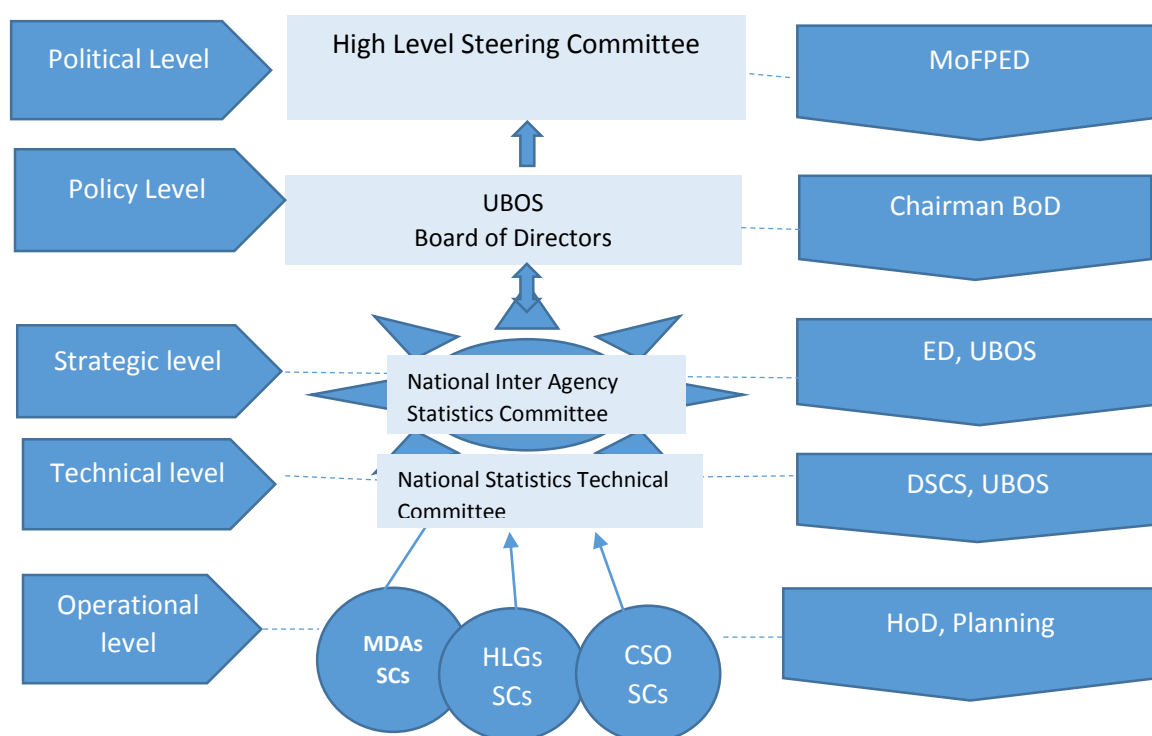 Political Level
High Level Steering Committee
MoFPED
Policy Level
UBOS
Board of Directors
Chairman BoD
Strategic level
National Inter Agency
Statistics Committee
ED, UBOS
Technical level
National Statistics Technical
Committee
DSCS, UBOS
Operational
level
MDAs
SCs
HLGs
SCs
CSO
SCs
HoD, Planning